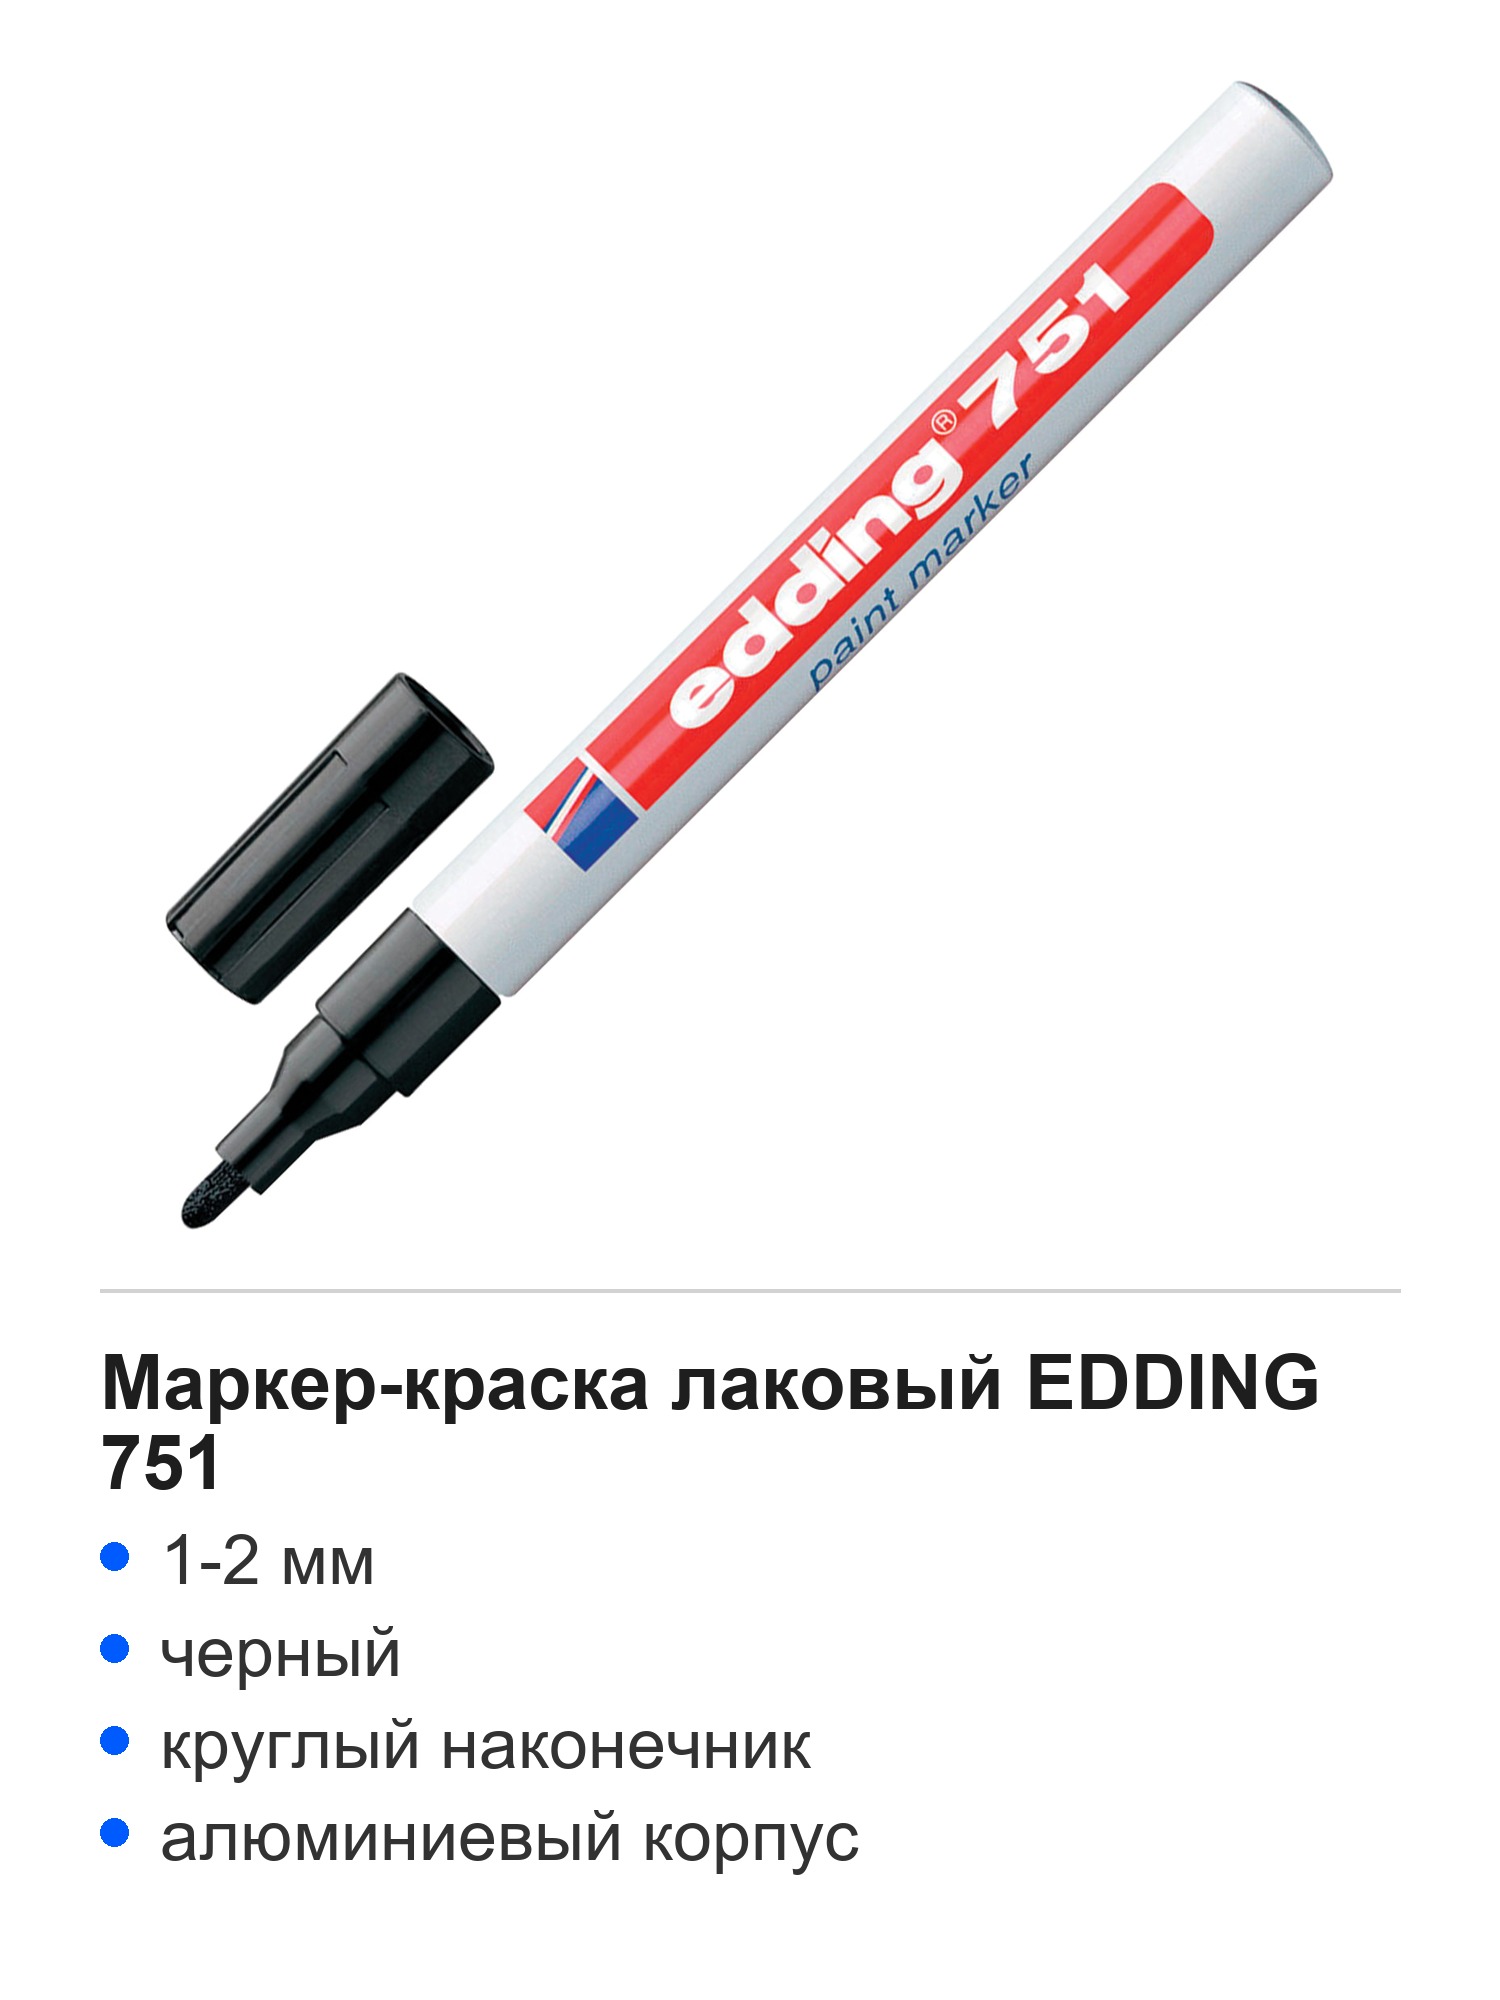 edding® 751
paint marker
Маркер-краска лаковый EDDING
751
1-2 мм
черный
круглый наконечник
алюминиевый корпус